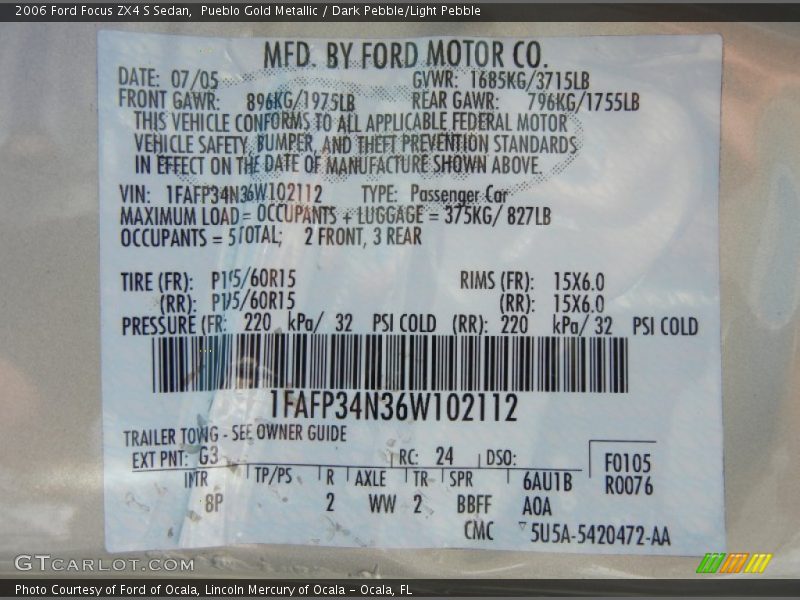 2006 Ford Focus ZX4 S Sedan, Pueblo Gold Metallic / Dark Pebble/Light Pebble
MFD. BY FORD MOTOR CO.
DATE: 07/05 GVWR: 1685KG/3715LB
FRONT GAWR: 896KG/1975LB REAR GAWR: 796KG/1755LB
THIS VEHICLE CONFORMS TO ALL APPLICABLE FEDERAL MOTOR
VEHICLE SAFETY, BUMPER, AND THEFT PREVENTION STANDARDS
IN EFFECT ON THE DATE OF MANUFACTURE SHOWN ABOVE.
VIN: 1FAFP34N36W102112 TYPE: Passenger Car
MAXIMUM LOAD = OCCUPANTS + LUGGAGE = 375KG/ 827LB
OCCUPANTS = 5TOTAL; 2 FRONT, 3 REAR
TIRE (FR): P195/60R15 RIMS (FR): 15X6.0
(RR): P195/60R15 (RR): 15X6.0
PRESSURE (FR: 220 kPa/ 32 PSI COLD (RR): 220 kPa/ 32 PSI COLD
1FAFP34N36W102112
TRAILER TOWG - SEE OWNER GUIDE
EXT PNT: G3 RC: 24 DSO: F0105
INTR TP/PS R AXLE TR SPR 6AU1B R0076
8P 2 WW 2 BBFF A0A
CMC 5U5A-5420472-AA
GTCARLOT.COM
Photo Courtesy of Ford of Ocala, Lincoln Mercury of Ocala - Ocala, FL